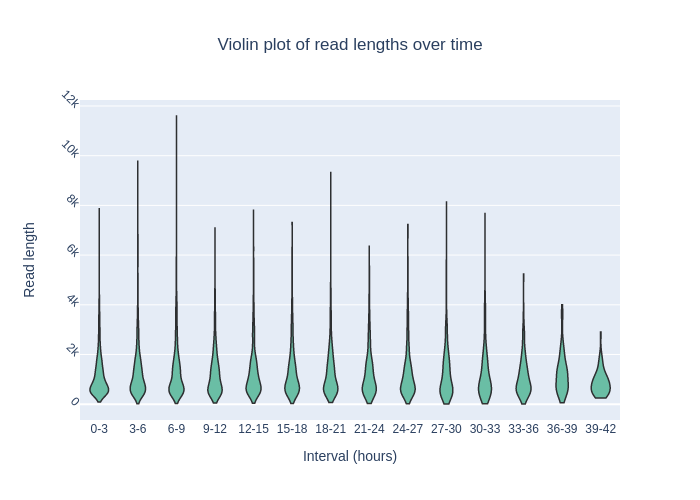 Violin plot of read lengths over time
12k
10k
8k
6k
4k
2k
0
Read length
0-3 3-6 6-9 9-12 12-15 15-18 18-21 21-24 24-27 27-30 30-33 33-36 36-39 39-42
Interval (hours)